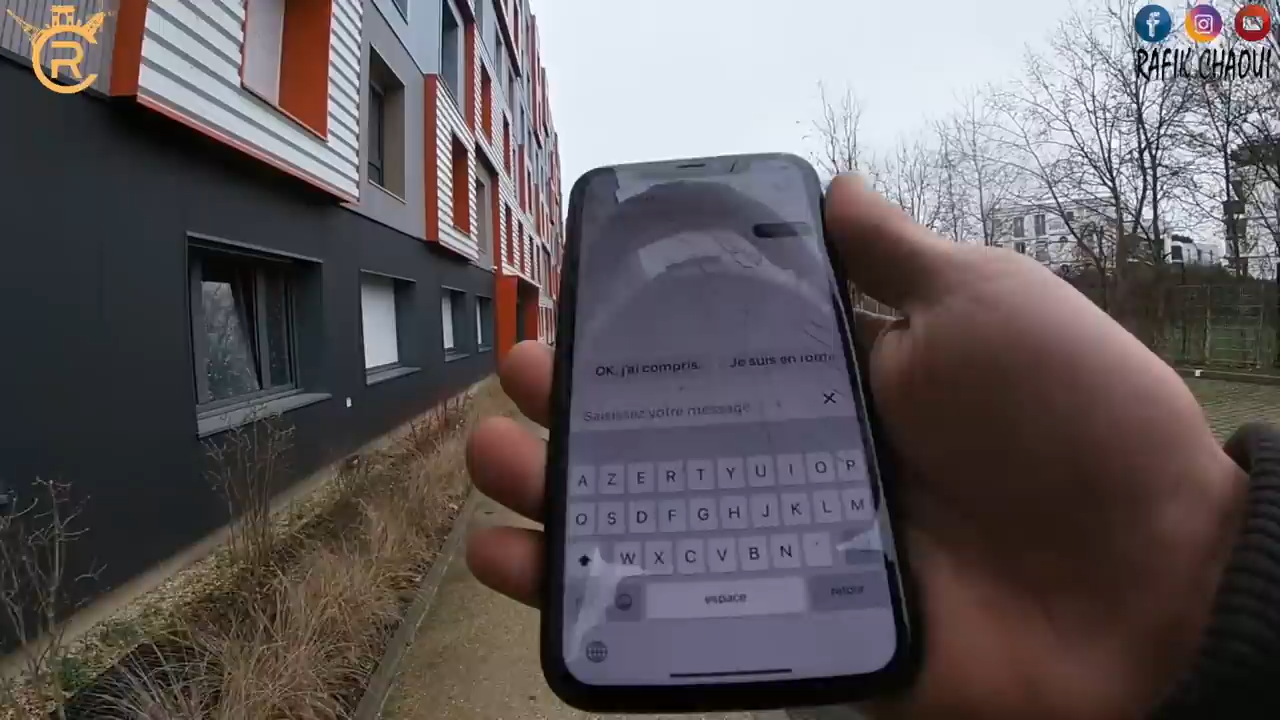 R
RAFIK CHAOUI
OK, j'ai compris.
Je suis en route
Saisissez votre message
A Z E R T Y U I O P
Q S D F G H J K L M
W X C V B N '
espace
retour